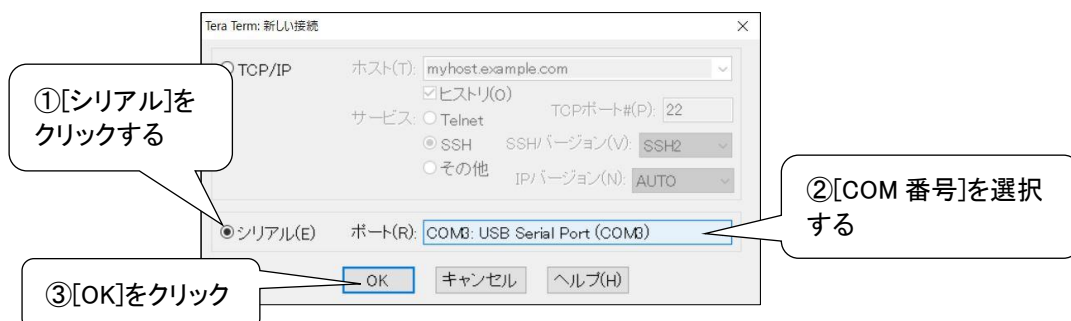 Tera Term: 新しい接続
TCP/IP
ホスト(T): myhost.example.com
ヒストリ(O)
サービス: Telnet
TCPポート#(P): 22
SSH
SSHバージョン(V): SSH2
その他
IPバージョン(N): AUTO
シリアル(E)
ポート(R): COM3: USB Serial Port (COM3)
OK
キャンセル
ヘルプ(H)
①[シリアル]を
クリックする
②[COM 番号]を選択
する
③[OK]をクリック